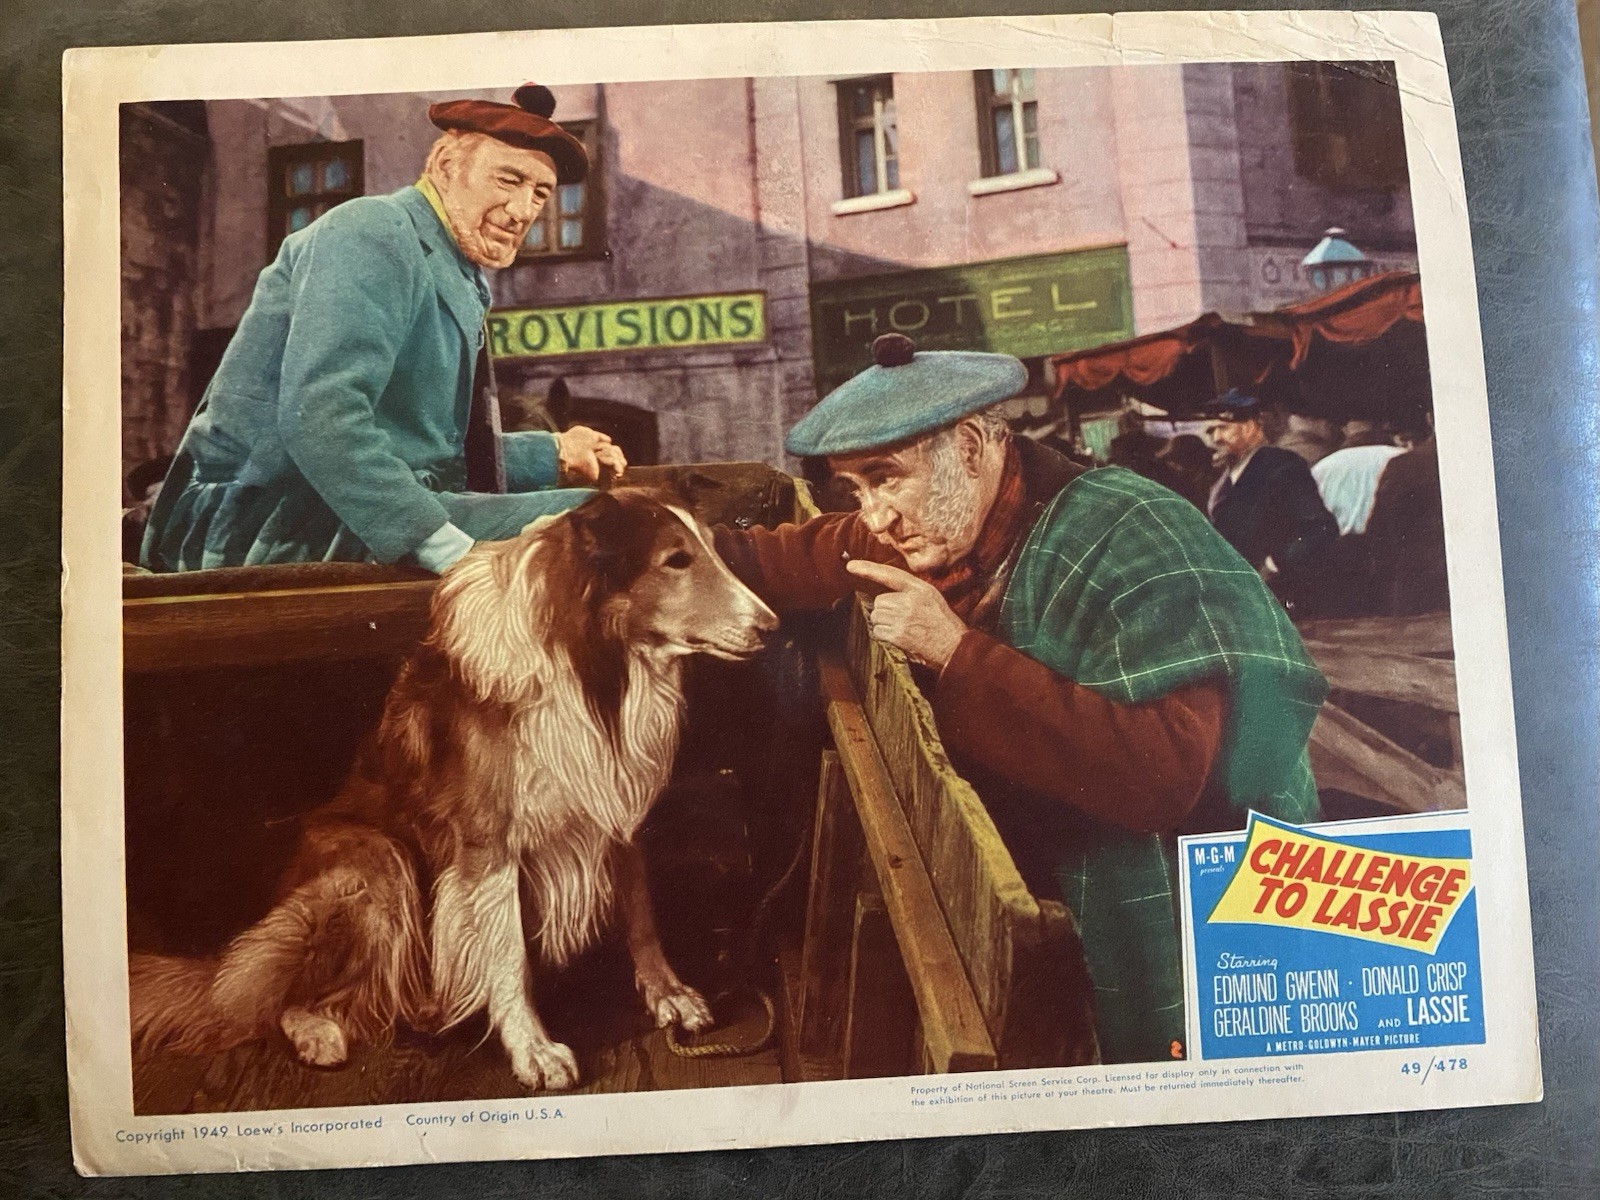 ROVISIONS
HOTEL
M-G-M
presents
CHALLENGE
TO LASSIE
Starring
EDMUND GWENN · DONALD CRISP
GERALDINE BROOKS AND LASSIE
A METRO-GOLDWYN-MAYER PICTURE
2
49/478
Property of National Screen Service Corp. Licensed for display only in connection with
the exhibition of this picture at your theatre. Must be returned immediately thereafter.
Copyright 1949 Loew's Incorporated Country of Origin U.S.A.